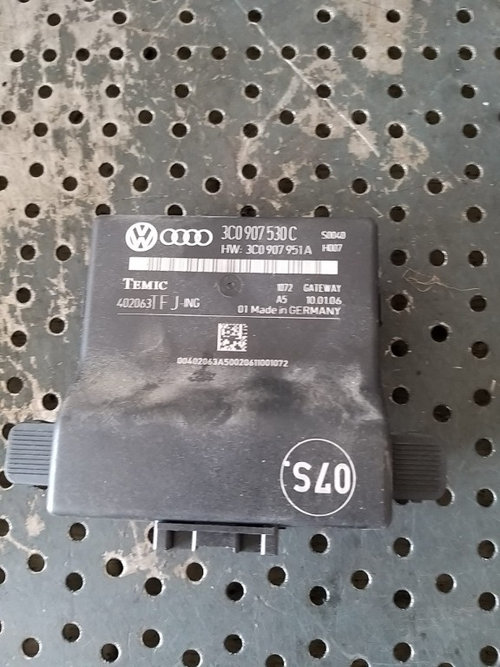 3C0 907 530 C S0040
HW: 3C0 907 951 A H007
TEMIC 1072 GATEWAY
402063TFJ-ING A5 10.01.06
01 Made in GERMANY
00402063A50020611001072
07S.